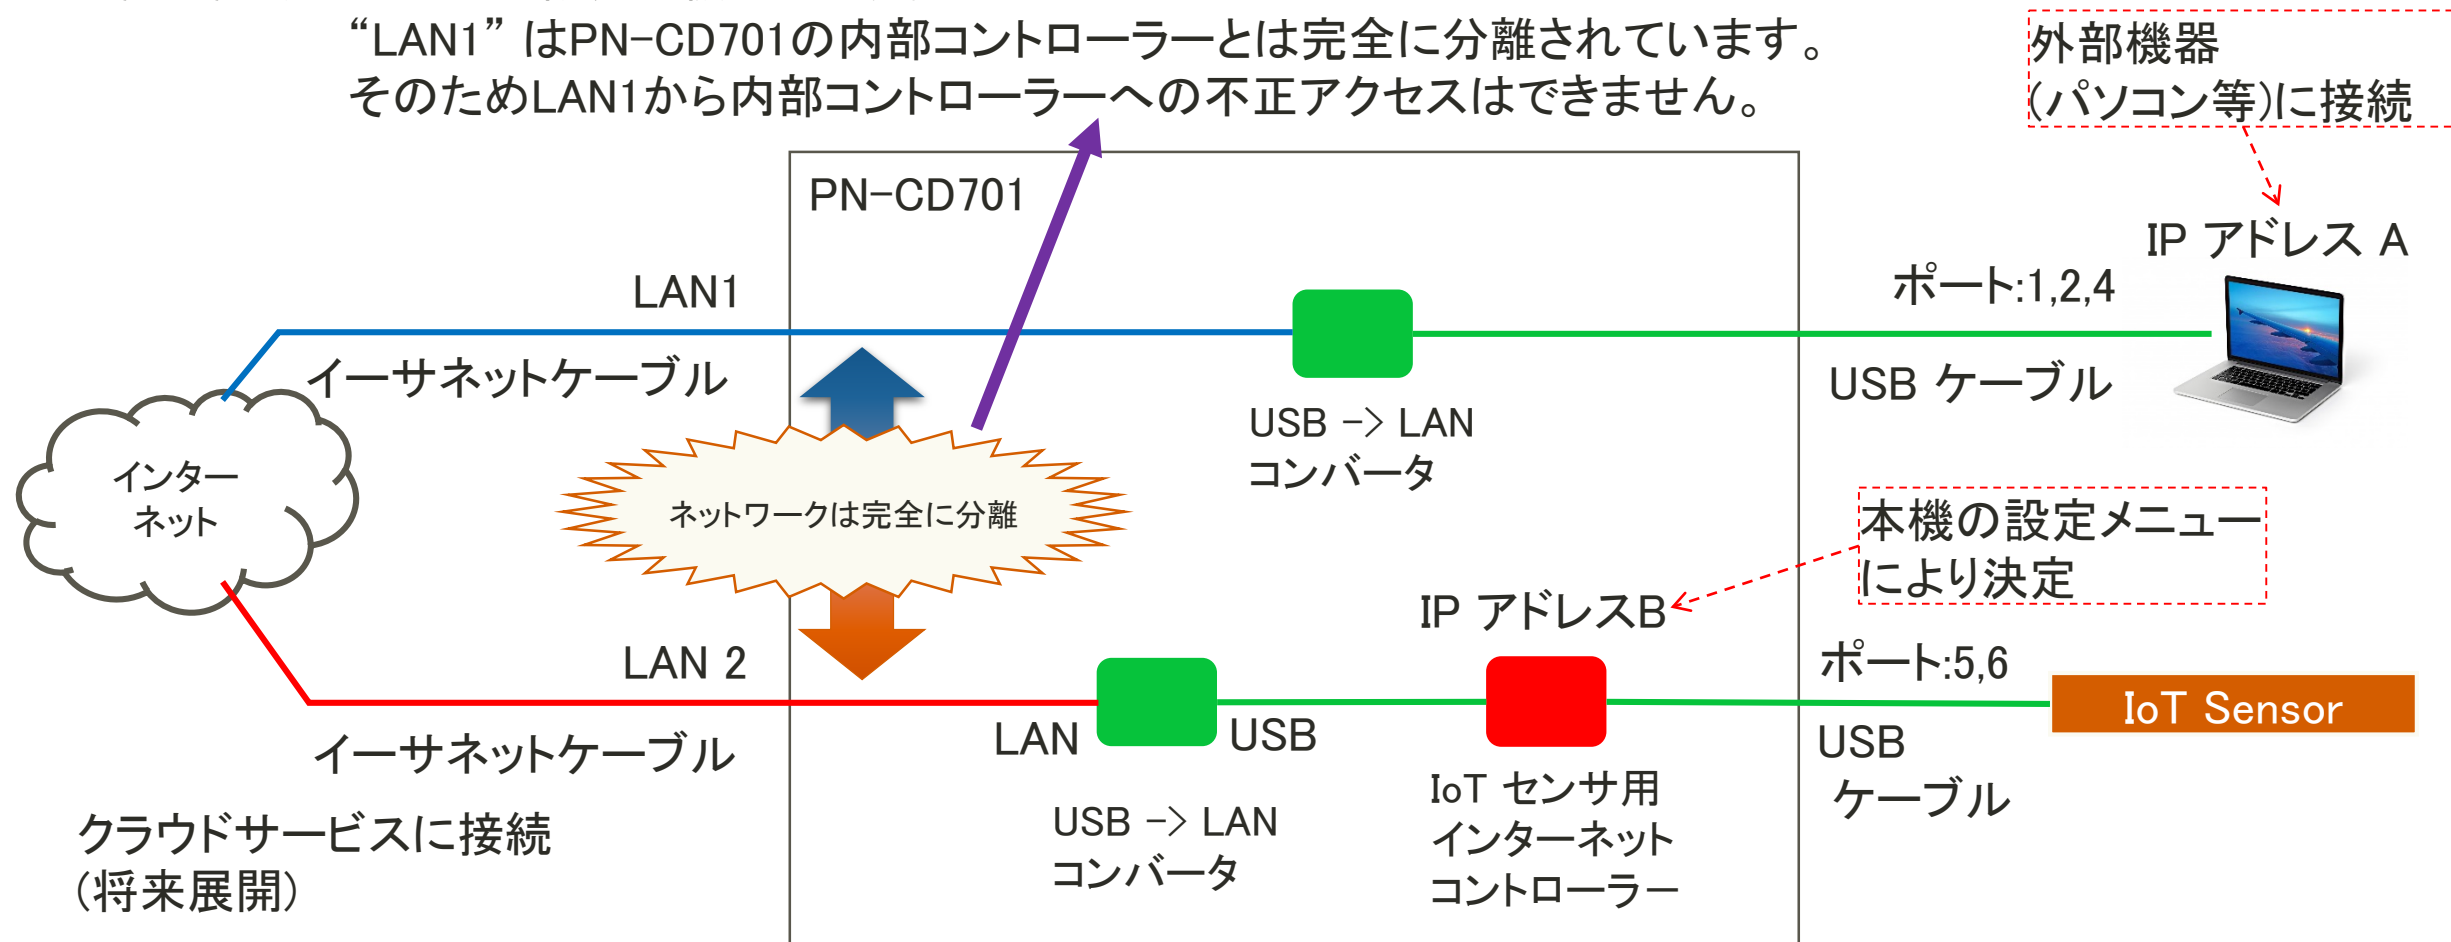 “LAN1” はPN-CD701の内部コントローラーとは完全に分離されています。
そのためLAN1から内部コントローラーへの不正アクセスはできません。
外部機器
(パソコン等)に接続
PN-CD701
IP アドレス A
LAN1
ポート:1,2,4
イーサネットケーブル
USB ケーブル
USB -> LAN
コンバータ
インター
ネット
ネットワークは完全に分離
本機の設定メニュー
により決定
IP アドレスB
LAN 2
ポート:5,6
IoT Sensor
LAN
USB
USB
ケーブル
イーサネットケーブル
IoT センサ用
インターネット
コントローラー
USB -> LAN
コンバータ
クラウドサービスに接続
(将来展開)